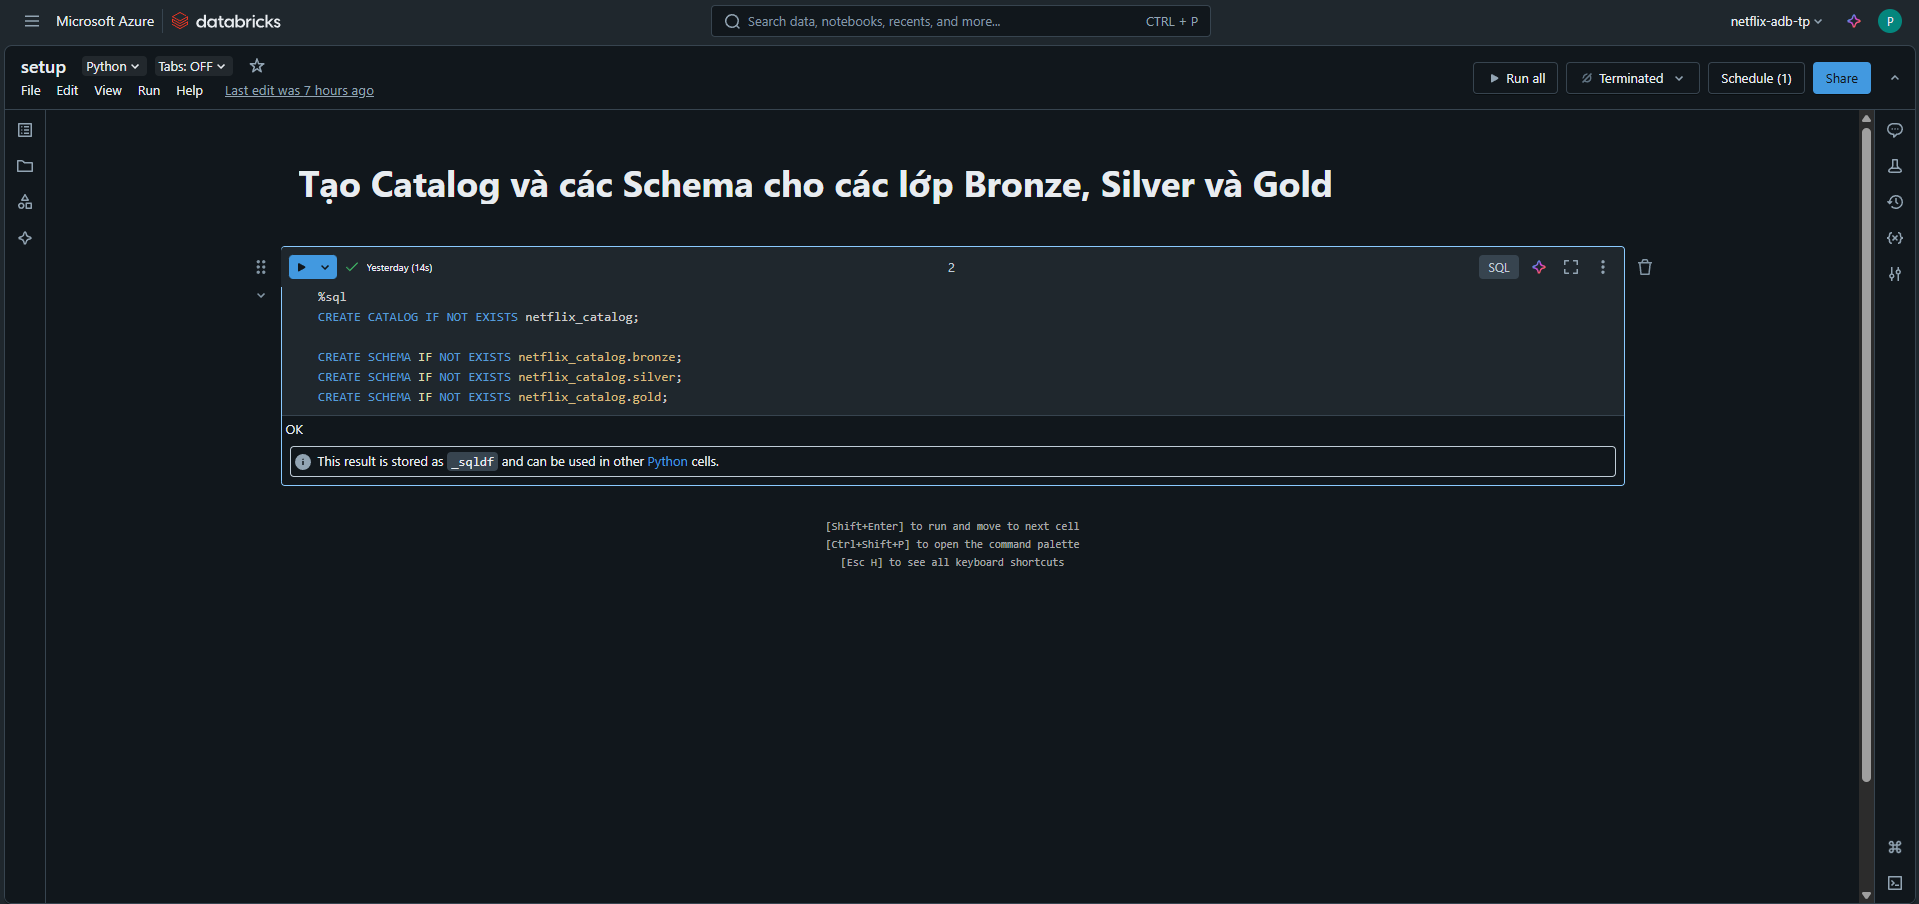 Microsoft Azure databricks Search data, notebooks, recents, and more... CTRL + P netflix-adb-tp P
setup Python Tabs: OFF
File Edit View Run Help Last edit was 7 hours ago
Run all Terminated Schedule (1) Share
Tạo Catalog và các Schema cho các lớp Bronze, Silver và Gold
Yesterday (14s) 2 SQL
%sql
CREATE CATALOG IF NOT EXISTS netflix_catalog;
CREATE SCHEMA IF NOT EXISTS netflix_catalog.bronze;
CREATE SCHEMA IF NOT EXISTS netflix_catalog.silver;
CREATE SCHEMA IF NOT EXISTS netflix_catalog.gold;
OK
This result is stored as _sqldf and can be used in other Python cells.
[Shift+Enter] to run and move to next cell
[Ctrl+Shift+P] to open the command palette
[Esc H] to see all keyboard shortcuts